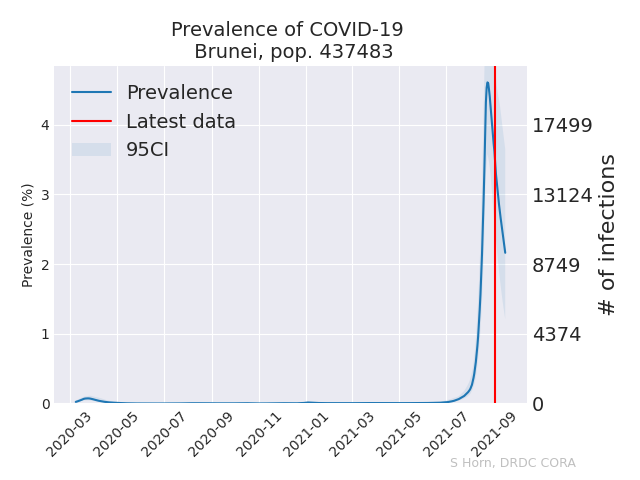 Prevalence of COVID-19
Brunei, pop. 437483
Prevalence
Latest data
95CI
Prevalence (%)
4
3
2
1
0
17499
13124
8749
4374
0
# of infections
2020-03
2020-05
2020-07
2020-09
2020-11
2021-01
2021-03
2021-05
2021-07
2021-09
S Horn, DRDC CORA